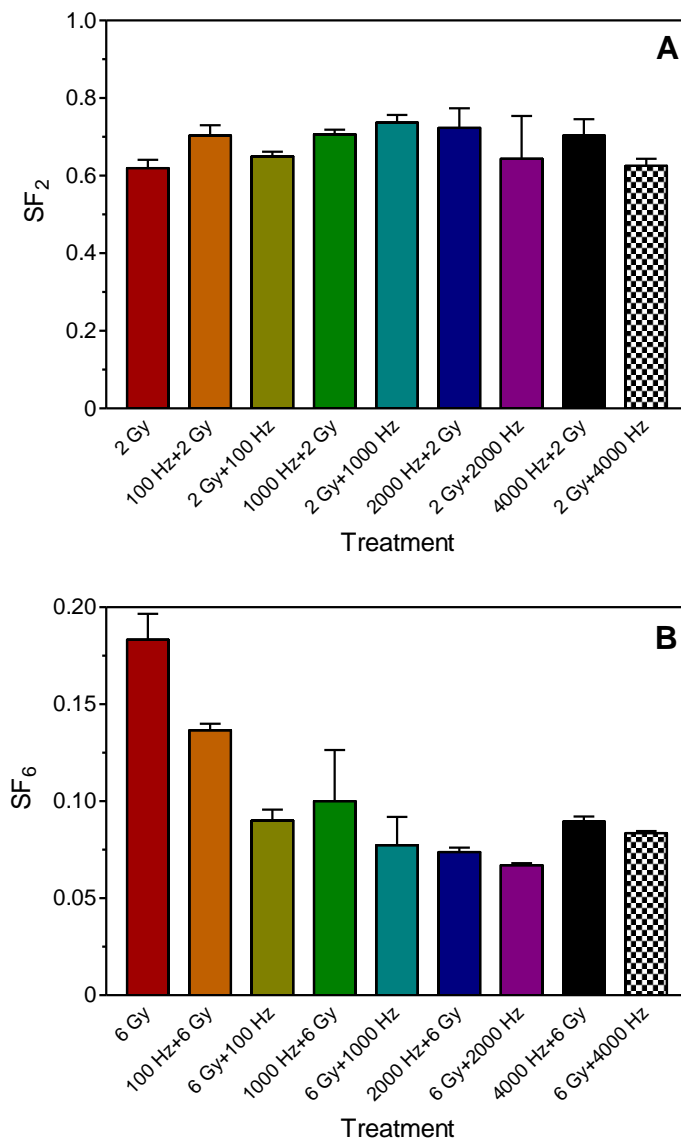 A
1.0
0.8
0.6
0.4
0.2
0
SF2
2 Gy
100 Hz+2 Gy
2 Gy+100 Hz
1000 Hz+2 Gy
2 Gy+1000 Hz
2000 Hz+2 Gy
2 Gy+2000 Hz
4000 Hz+2 Gy
2 Gy+4000 Hz
Treatment
B
0.20
0.15
0.10
0.05
0
SF6
6 Gy
100 Hz+6 Gy
6 Gy+100 Hz
1000 Hz+6 Gy
6 Gy+1000 Hz
2000 Hz+6 Gy
6 Gy+2000 Hz
4000 Hz+6 Gy
6 Gy+4000 Hz
Treatment